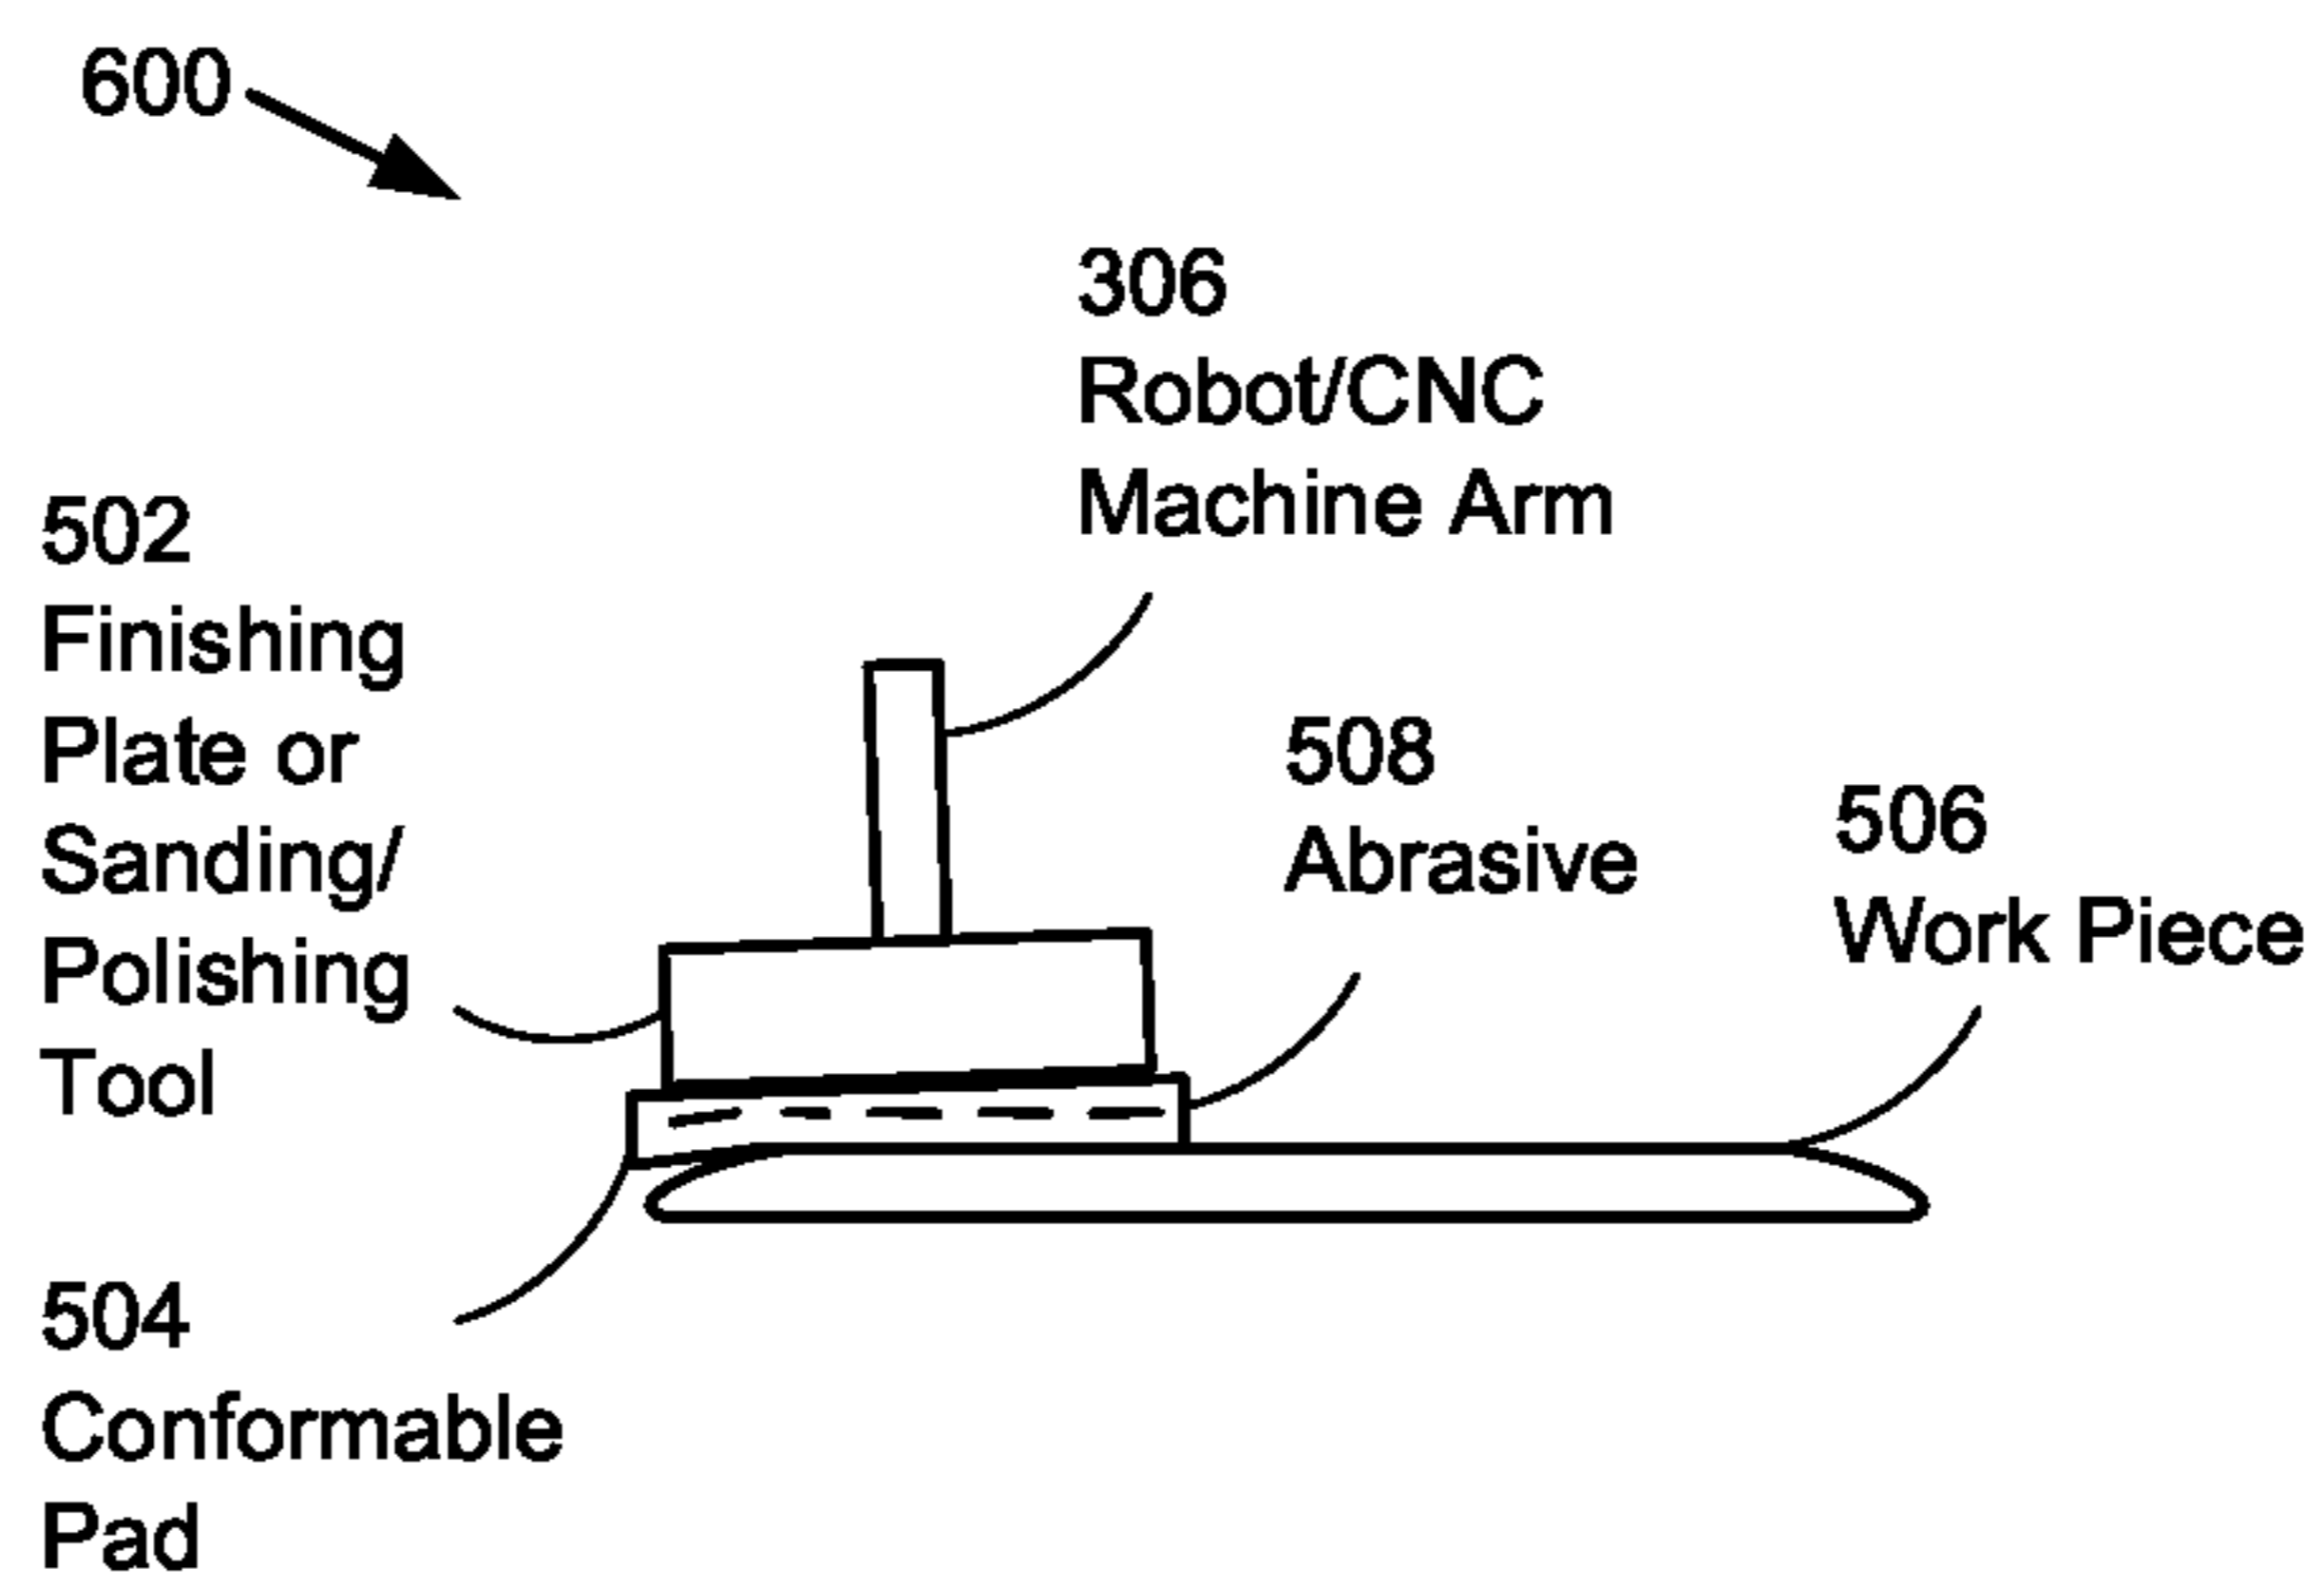 600
306
Robot/CNC
Machine Arm
502
Finishing
Plate or
Sanding/
Polishing
Tool
508
Abrasive
506
Work Piece
504
Conformable
Pad